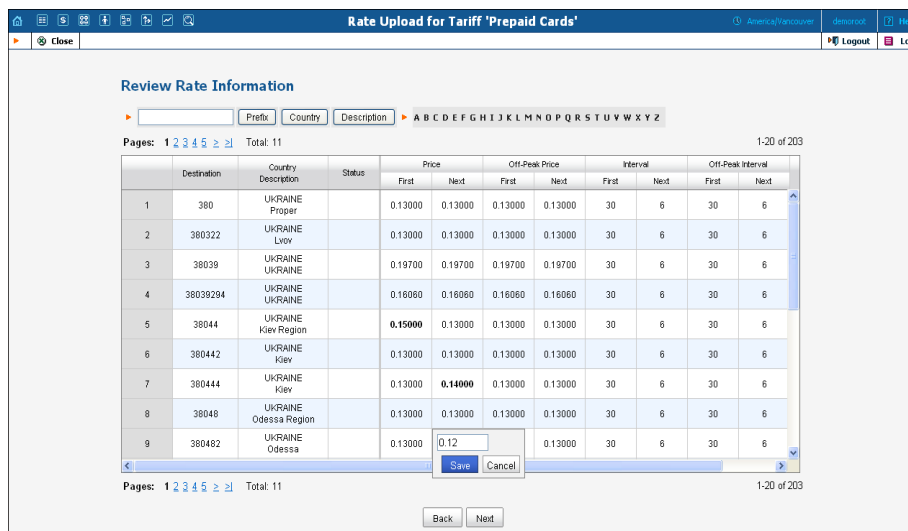 Rate Upload for Tariff 'Prepaid Cards' America/Vancouver demoroot
Close Logout
Review Rate Information
Prefix Country Description A B C D E F G H I J K L M N O P Q R S T U V W X Y Z
Pages: 1 2 3 4 5 > >| Total: 11 1-20 of 203
Destination Country Description Status Price Off-Peak Price Interval Off-Peak Interval
First Next First Next First Next First Next
1 380 UKRAINE Proper 0.13000 0.13000 0.13000 0.13000 30 6 30 6
2 380322 UKRAINE Lvov 0.13000 0.13000 0.13000 0.13000 30 6 30 6
3 38039 UKRAINE UKRAINE 0.19700 0.19700 0.19700 0.19700 30 6 30 6
4 38039294 UKRAINE UKRAINE 0.16060 0.16060 0.16060 0.16060 30 6 30 6
5 38044 UKRAINE Kiev Region 0.15000 0.13000 0.13000 0.13000 30 6 30 6
6 380442 UKRAINE Kiev 0.13000 0.13000 0.13000 0.13000 30 6 30 6
7 380444 UKRAINE Kiev 0.13000 0.14000 0.13000 0.13000 30 6 30 6
8 38048 UKRAINE Odessa Region 0.13000 0.13000 0.13000 0.13000 30 6 30 6
9 380482 UKRAINE Odessa 0.13000 0.12 0.13000 30 6 30 6
Save Cancel
Pages: 1 2 3 4 5 > >| Total: 11 1-20 of 203
Back Next